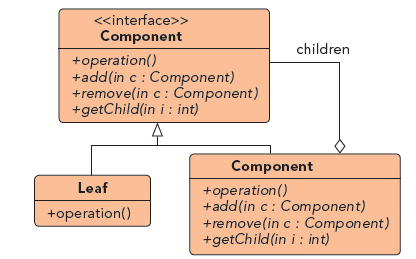 <<interface>>
Component
+operation()
+add(in c : Component)
+remove(in c : Component)
+getChild(in i : int)
children
Leaf
+operation()
Component
+operation()
+add(in c : Component)
+remove(in c : Component)
+getChild(in i : int)